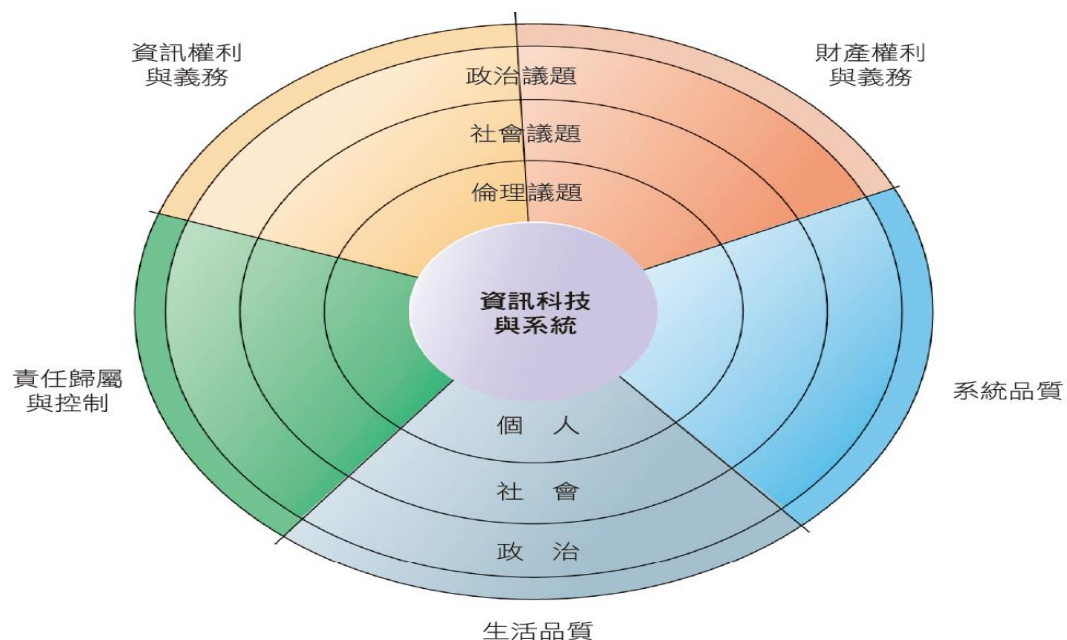 資訊權利
與義務
財產權利
與義務
政治議題
社會議題
倫理議題
資訊科技
與系統
責任歸屬
與控制
系統品質
個 人
社 會
政 治
生活品質